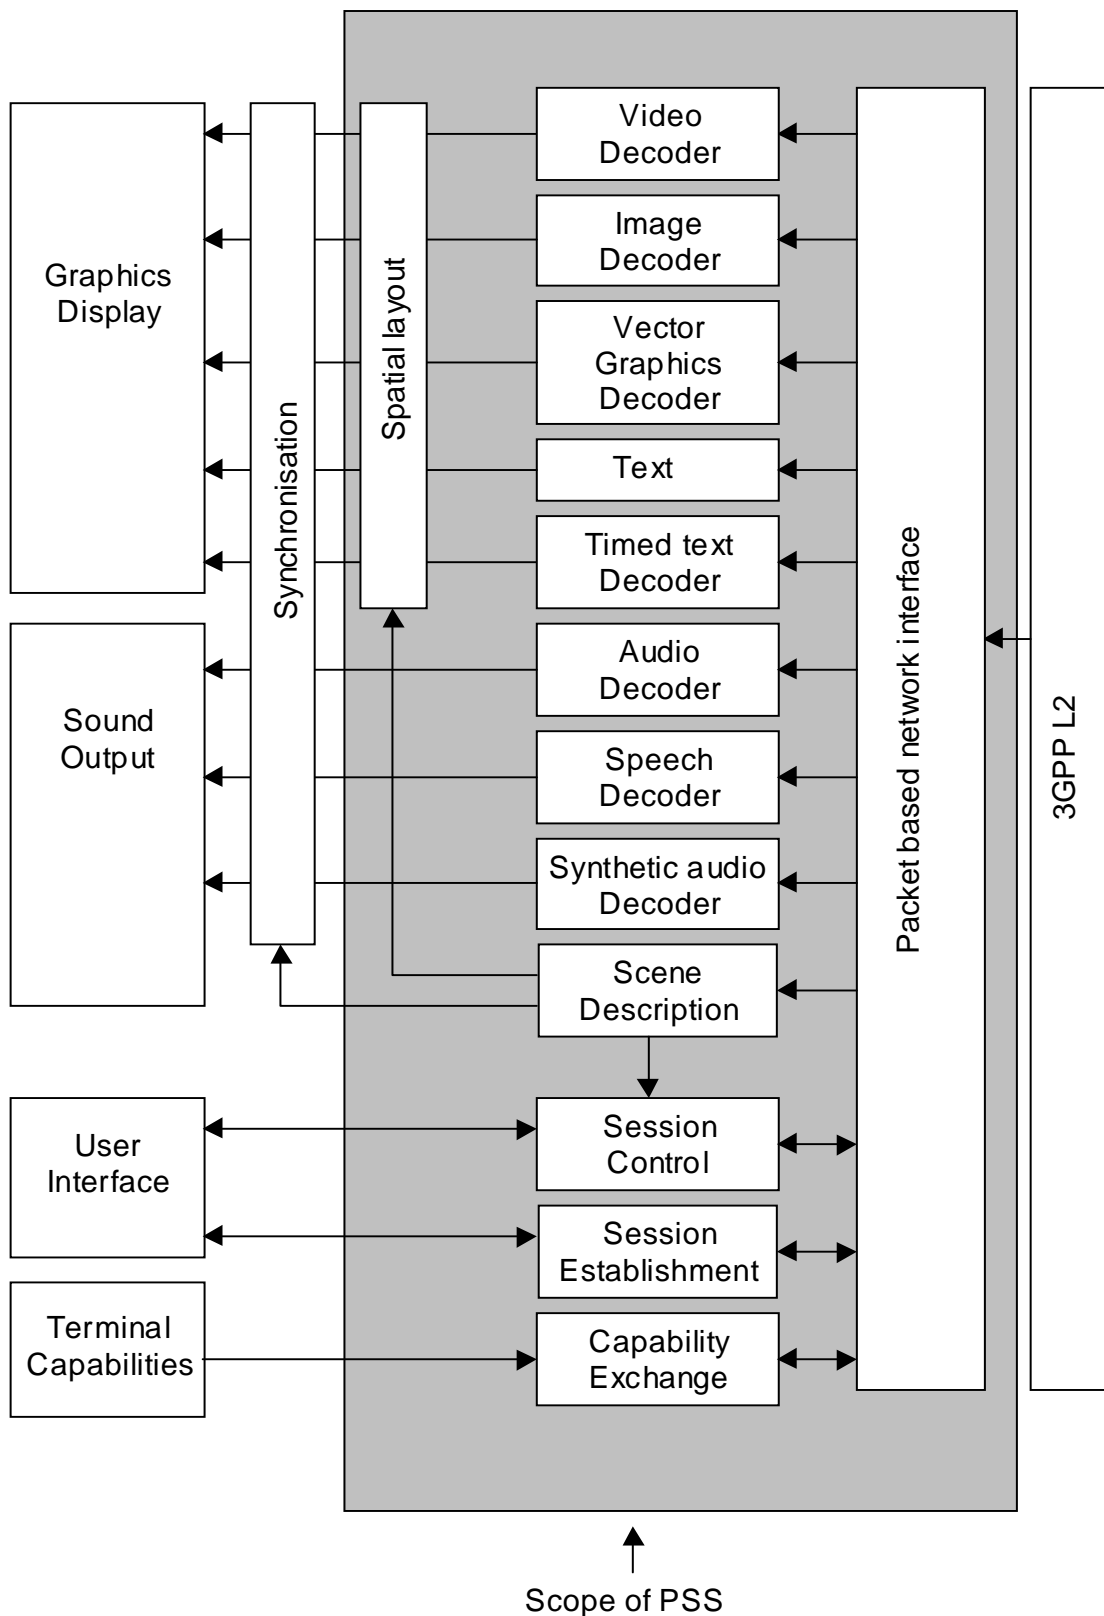 Graphics
Display
Sound
Output
User
Interface
Terminal
Capabilities
Synchronisation
Spatial layout
Video
Decoder
Image
Decoder
Vector
Graphics
Decoder
Text
Timed text
Decoder
Audio
Decoder
Speech
Decoder
Synthetic audio
Decoder
Scene
Description
Session
Control
Session
Establishment
Capability
Exchange
Packet based network interface
3GPP L2
Scope of PSS